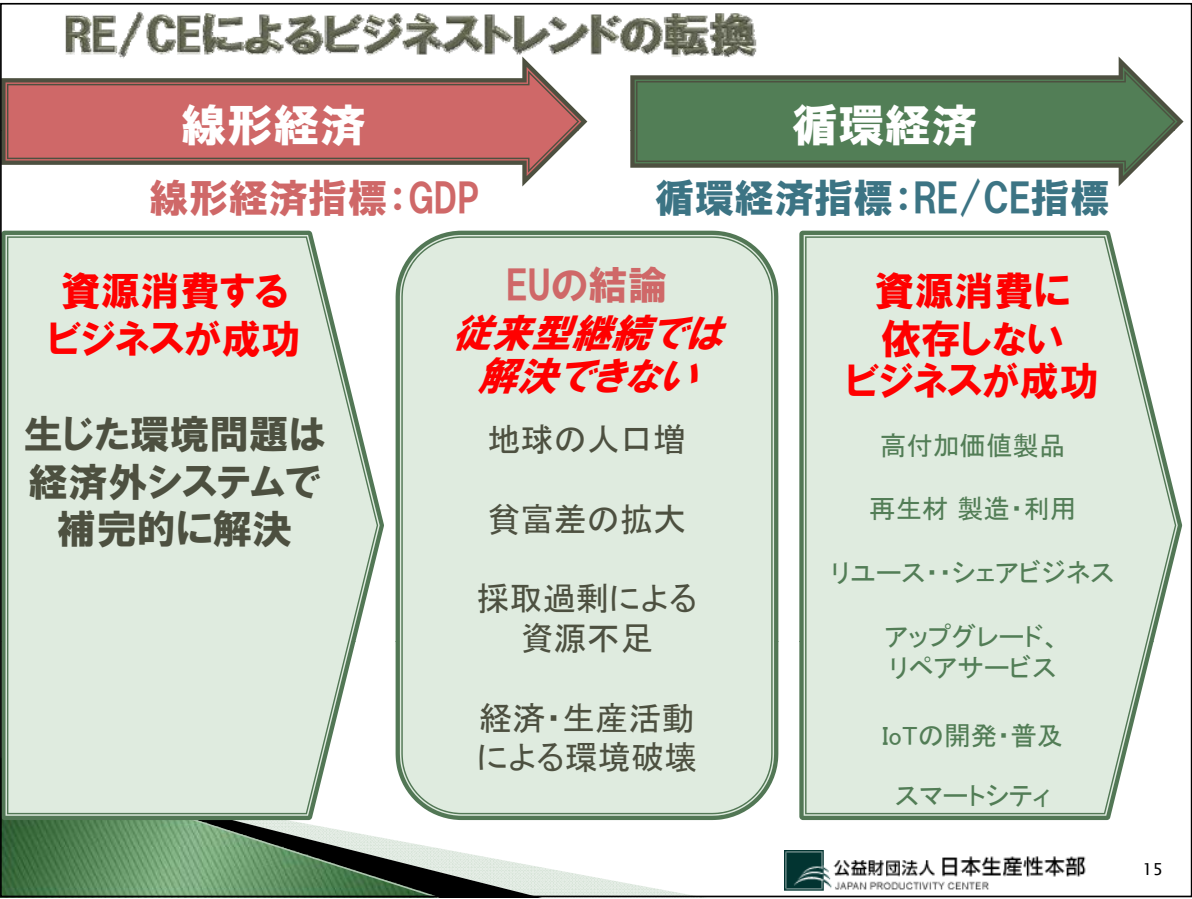 RE/CEによるビジネストレンドの転換
線形経済
循環経済
線形経済指標:GDP
循環経済指標:RE/CE指標
資源消費する
ビジネスが成功
生じた環境問題は
経済外システムで
補完的に解決
EUの結論
従来型継続では
解決できない
地球の人口増
貧富差の拡大
採取過剰による
資源不足
経済・生産活動
による環境破壊
資源消費に
依存しない
ビジネスが成功
高付加価値製品
再生材 製造・利用
リユース・・シェアビジネス
アップグレード、
リペアサービス
IoTの開発・普及
スマートシティ
公益財団法人 日本生産性本部
JAPAN PRODUCTIVITY CENTER
15